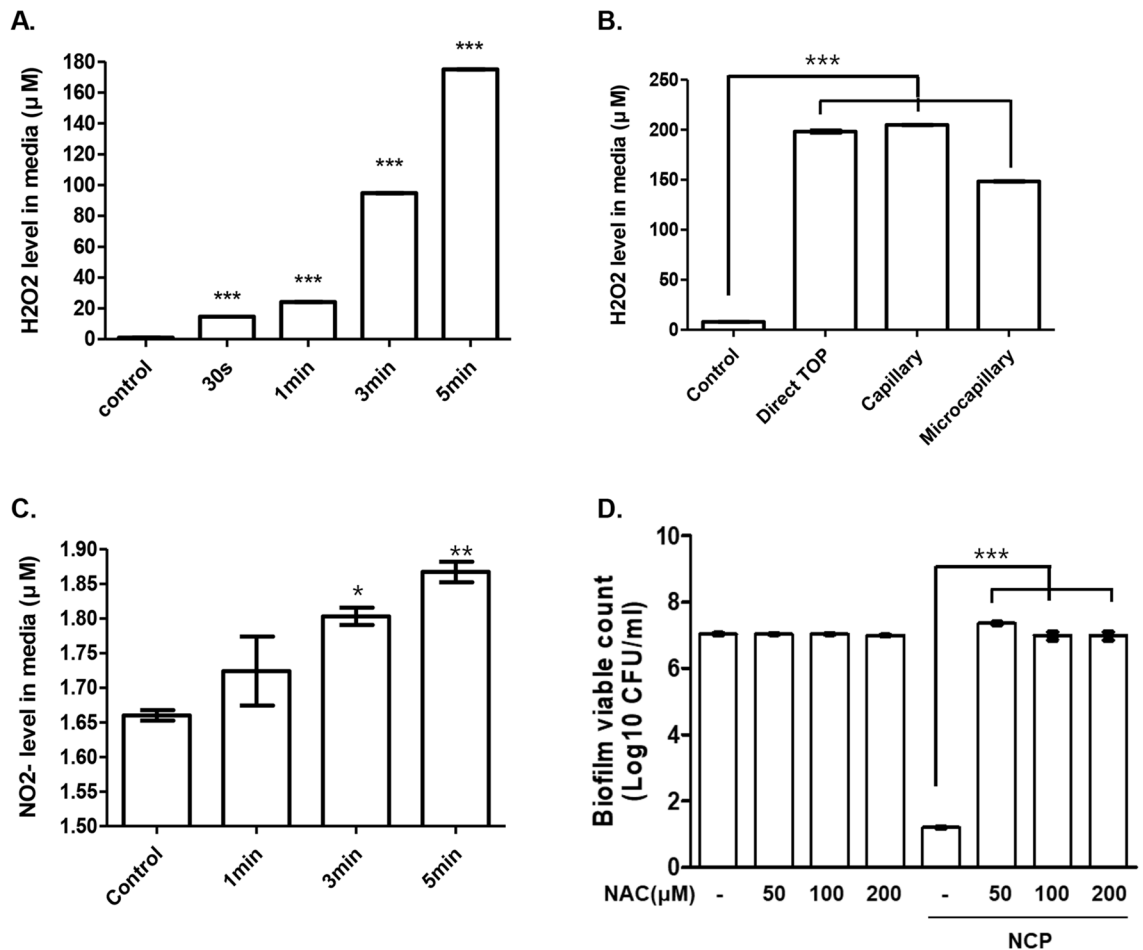 A.
H2O2 level in media (µM)
180
160
140
120
100
80
60
40
20
0
***
***
***
***
control
30s
1min
3min
5min
B.
H2O2 level in media (µM)
250
200
150
100
50
0
***
Control
Direct TOP
Capillary
Microcapillary
C.
NO2- level in media (µM)
1.90
1.85
1.80
1.75
1.70
1.65
1.60
1.55
1.50
*
**
Control
1min
3min
5min
D.
Biofilm viable count
(Log10 CFU/ml)
10
8
6
4
2
0
***
NAC(µM) - 50 100 200 - 50 100 200
NCP